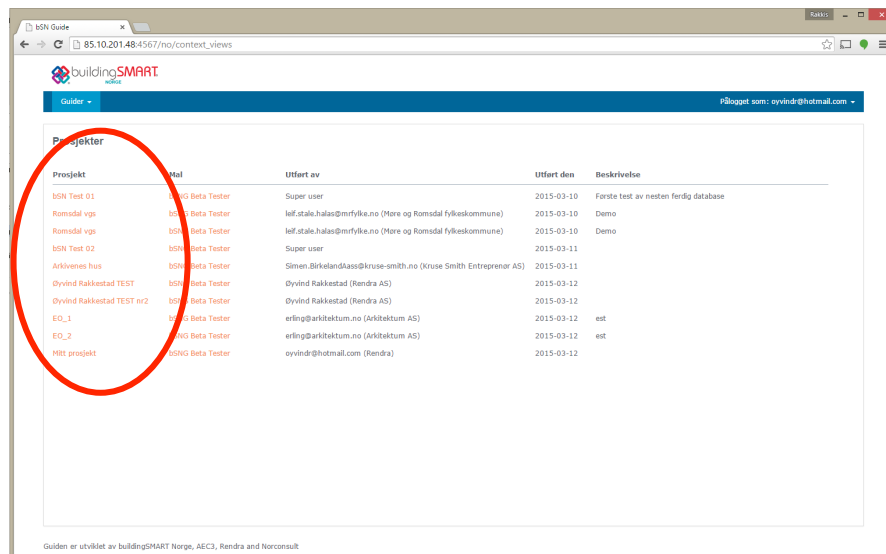 bSN Guide
Rakkis
85.10.201.48:4567/no/context_views
buildingSMART
NORGE
Guider
Pålogget som: oyvindr@hotmail.com
Prosjekter
Prosjekt Mal Utført av Utført den Beskrivelse
bSN Test 01 bSNG Beta Tester Super user 2015-03-10 Første test av nesten ferdig database
Romsdal vgs bSNG Beta Tester leif.stale.halas@mrfylke.no (Møre og Romsdal fylkeskommune) 2015-03-10 Demo
Romsdal vgs bSNG Beta Tester leif.stale.halas@mrfylke.no (Møre og Romsdal fylkeskommune) 2015-03-10 Demo
bSN Test 02 bSNG Beta Tester Super user 2015-03-11
Arkivenes hus bSNG Beta Tester Simen.BirkelandAass@kruse-smith.no (Kruse Smith Entreprenør AS) 2015-03-11
Øyvind Rakkestad TEST bSNG Beta Tester Øyvind Rakkestad (Rendra AS) 2015-03-12
Øyvind Rakkestad TEST nr2 bSNG Beta Tester Øyvind Rakkestad (Rendra AS) 2015-03-12
EO_1 bSNG Beta Tester erling@arkitektum.no (Arkitektum AS) 2015-03-12 est
EO_2 bSNG Beta Tester erling@arkitektum.no (Arkitektum AS) 2015-03-12 est
Mitt prosjekt bSNG Beta Tester oyvindr@hotmail.com (Rendra) 2015-03-12
Guiden er utviklet av buildingSMART Norge, AEC3, Rendra and Norconsult